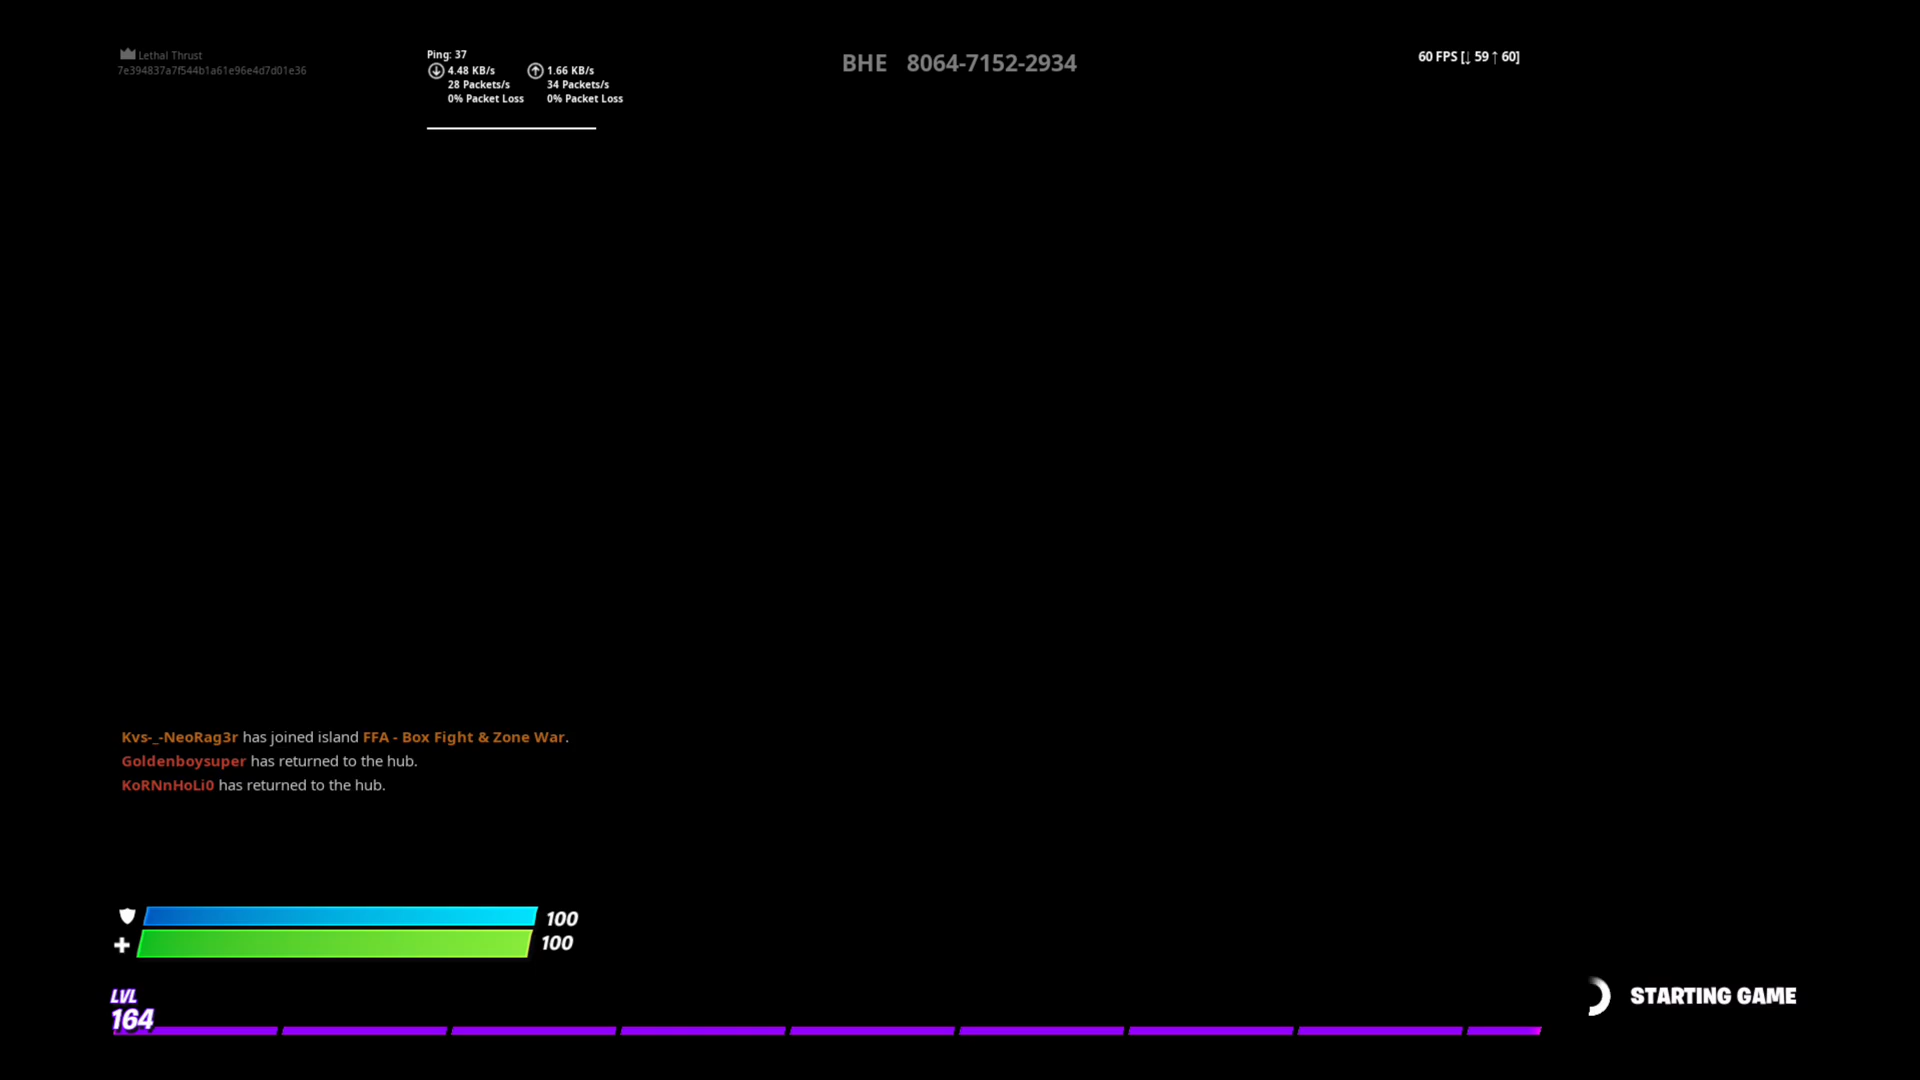 Lethal Thrust
7e394837a7f544b1a61e96e4d7d01e36
Ping: 37
4.48 KB/s 1.66 KB/s
28 Packets/s 34 Packets/s
0% Packet Loss 0% Packet Loss
BHE 8064-7152-2934
60 FPS [↓ 59 ↑ 60]
Kvs-_-NeoRag3r has joined island FFA - Box Fight & Zone War.
Goldenboysuper has returned to the hub.
KoRNnHoLi0 has returned to the hub.
100
100
LVL
164
STARTING GAME